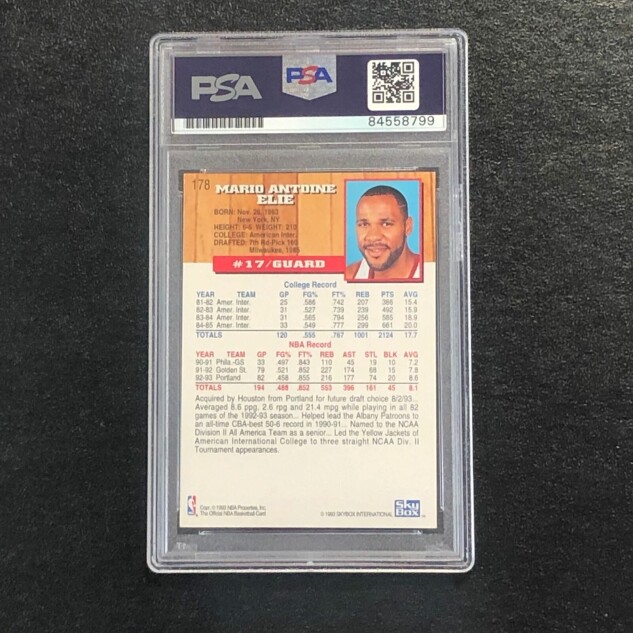 PSA
PSA
84558799
178
MARIO ANTOINE
ELIE
BORN: Nov. 26, 1963
New York, NY
HEIGHT: 6-5 WEIGHT: 210
COLLEGE: American Inter.
DRAFTED: 7th Rd-Pick 160
Milwaukee, 1985
#17/GUARD
College Record
YEAR TEAM GP FG% FT% REB PTS AVG
81-82 Amer. Inter. 25 .586 .742 207 386 15.4
82-83 Amer. Inter. 31 .527 .739 239 492 15.9
83-84 Amer. Inter. 31 .565 .794 256 585 18.9
84-85 Amer. Inter. 33 .549 .777 299 661 20.0
TOTALS 120 .555 .767 1001 2124 17.7
NBA Record
YEAR TEAM GP FG% FT% REB AST STL BLK AVG
90-91 Phila.-GS 33 .497 .843 110 45 19 10 7.2
91-92 Golden St. 79 .521 .852 227 174 68 15 7.8
92-93 Portland 82 .458 .855 216 177 74 20 8.6
TOTALS 194 .488 .852 553 396 161 45 8.1
Acquired by Houston from Portland for future draft choice 8/2/93...
Averaged 8.6 ppg, 2.6 rpg and 21.4 mpg while playing in all 82
games of the 1992-93 season... Helped lead the Albany Patroons to
an all-time CBA-best 50-6 record in 1990-91... Named to the NCAA
Division II All America Team as a senior... Led the Yellow Jackets of
American International College to three straight NCAA Div. II
Tournament appearances.
NBA
Copr. © 1993 NBA Properties, Inc.
The Official NBA Basketball Card
© 1993 SKYBOX INTERNATIONAL
SkyBox